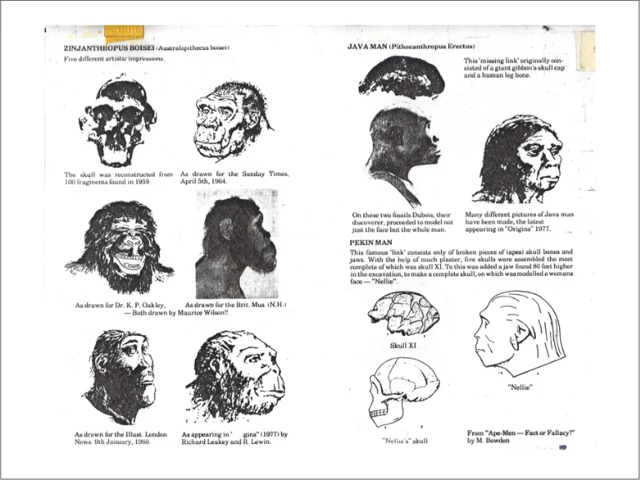 ZINJANTHROPUS BOISEI (Australopithecus boisei)
Five different artistic impressions.
The skull was reconstructed from
100 fragments found in 1959.
As drawn for the Sunday Times,
April 5th, 1964.
As drawn for Dr. K. P. Oakley,
As drawn for the Brit. Mus. (N.H.)
— Both drawn by Maurice Wilson!!
As drawn for the Illust. London
News. 9th January, 1960.
As appearing in ' gins" (1977) by
Richard Leakey and R. Lewin.
JAVA MAN (Pithecanthropus Erectus)
This 'missing link' originally con-
sisted of a giant gibbon's skull cap
and a human leg bone.
On these two fossils Dubois, their
discoverer, proceeded to model not
just the face but the whole man.
Many different pictures of Java man
have been made, the latest
appearing in "Origins" 1977.
PEKIN MAN
This famous 'link' consists only of broken pieces of (apes) skull bones and
jaws. With the help of much plaster, five skulls were assembled the most
complete of which was skull XI. To this was added a jaw found 80 feet higher
in the excavation, to make a complete skull, on which was modelled a womans
face — "Nellie".
Skull XI
"Nellie"
"Nellie's" skull
From "Ape-Men — Fact or Fallacy?"
by M. Bowden